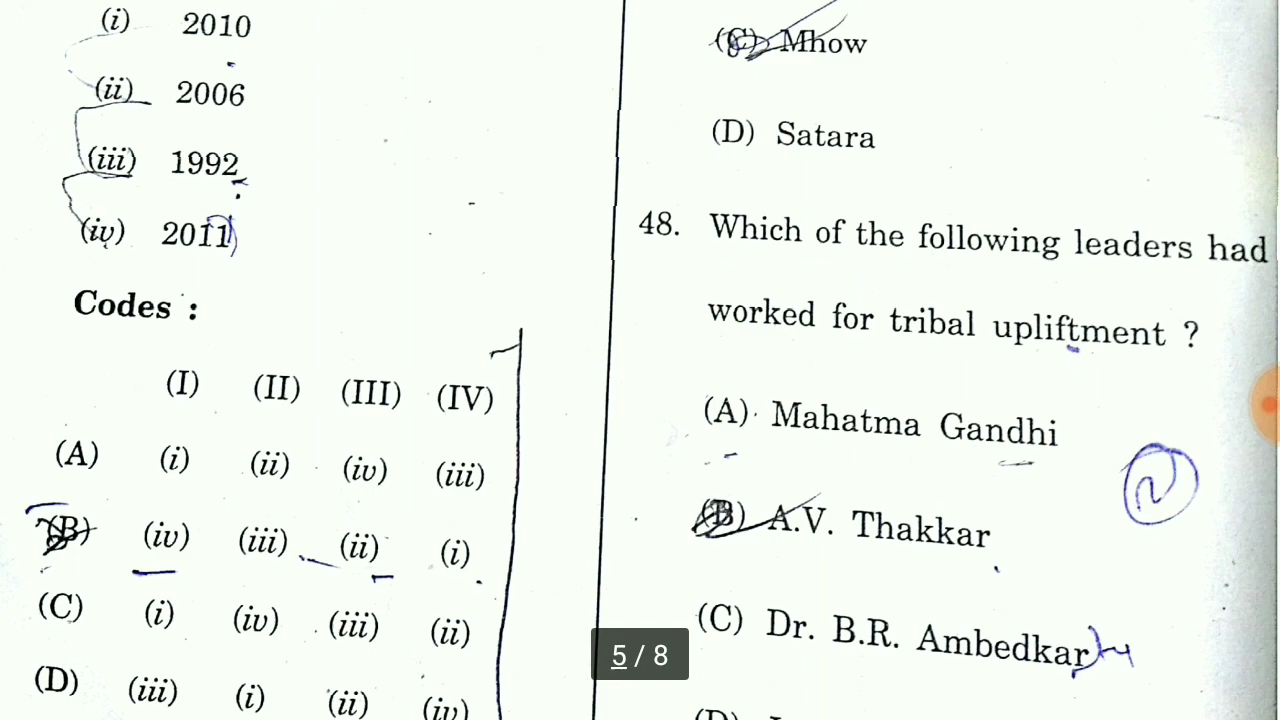 (i) 2010
(ii) 2006
(iii) 1992
(iv) 2011
Codes :
(I) (II) (III) (IV)
(A) (i) (ii) (iv) (iii)
(B) (iv) (iii) (ii) (i)
(C) (i) (iv) (iii) (ii)
(D) (iii) (i) (ii) (iv)
(C) Mhow
(D) Satara
48. Which of the following leaders had
worked for tribal upliftment ?
(A) Mahatma Gandhi
(B) A.V. Thakkar
(C) Dr. B.R. Ambedkar
5 / 8